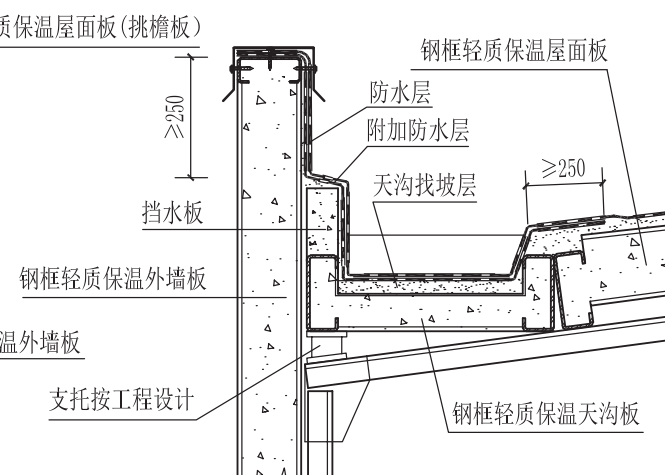 质保温屋面板(挑檐板)
钢框轻质保温屋面板
≥250
防水层
附加防水层
≥250
天沟找坡层
挡水板
钢框轻质保温外墙板
温外墙板
支托按工程设计
钢框轻质保温天沟板